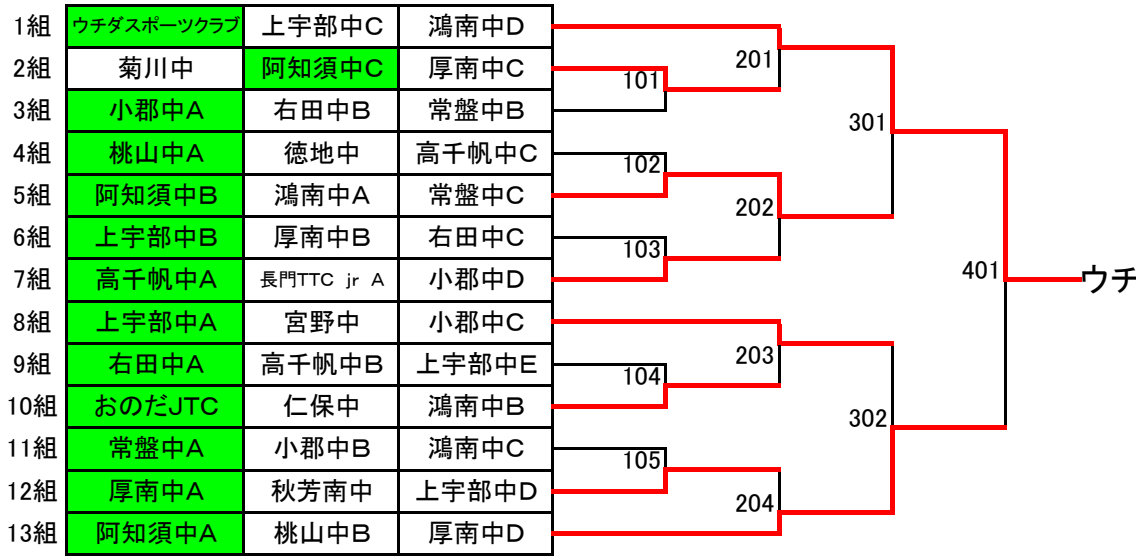 1組 ウチダスポーツクラブ 上宇部中C 鴻南中D
2組 菊川中 阿知須中C 厚南中C
3組 小郡中A 右田中B 常盤中B
4組 桃山中A 徳地中 高千帆中C
5組 阿知須中B 鴻南中A 常盤中C
6組 上宇部中B 厚南中B 右田中C
7組 高千帆中A 長門TTC jr A 小郡中D
8組 上宇部中A 宮野中 小郡中C
9組 右田中A 高千帆中B 上宇部中E
10組 おのだJTC 仁保中 鴻南中B
11組 常盤中A 小郡中B 鴻南中C
12組 厚南中A 秋芳南中 上宇部中D
13組 阿知須中A 桃山中B 厚南中D
101
102
103
104
105
201
202
203
204
301
302
401
ウチ